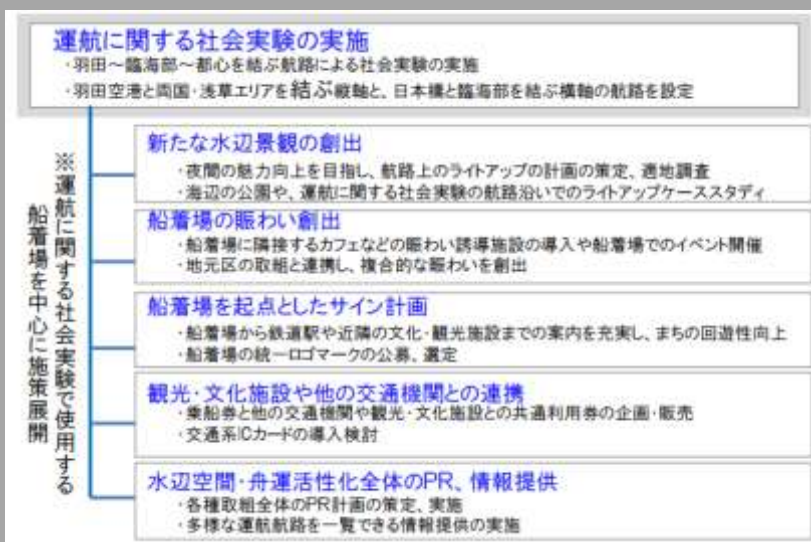 運航に関する社会実験の実施
・羽田～臨海部～都心を結ぶ航路による社会実験の実施
・羽田空港と両国・浅草エリアを結ぶ縦軸と、日本橋と臨海部を結ぶ横軸の航路を設定
※運航に関する社会実験で使用する
船着場を中心に施策展開
新たな水辺景観の創出
・夜間の魅力向上を目指し、航路上のライトアップの計画の策定、適地調査
・海辺の公園や、運航に関する社会実験の航路沿いでのライトアップケーススタディ
船着場の賑わい創出
・船着場に隣接するカフェなどの賑わい誘導施設の導入や船着場でのイベント開催
・地元区の取組と連携し、複合的な賑わいを創出
船着場を起点としたサイン計画
・船着場から鉄道駅や近隣の文化・観光施設までの案内を充実し、まちの回遊性向上
・船着場の統一ロゴマークの公募、選定
観光・文化施設や他の交通機関との連携
・乗船券と他の交通機関や観光・文化施設との共通利用券の企画・販売
・交通系ICカードの導入検討
水辺空間・舟運活性化全体のPR、情報提供
・各種取組全体のPR計画の策定、実施
・多様な運航航路を一覧できる情報提供の実施